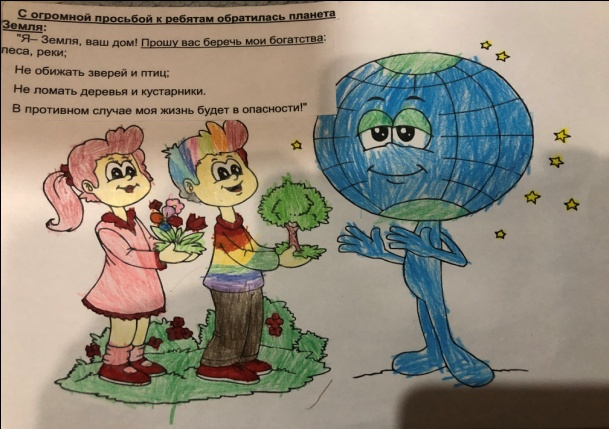 С огромной просьбой к ребятам обратилась планета
Земля:
"Я– Земля, ваш дом! Прошу вас беречь мои богатства:
леса, реки;
Не обижать зверей и птиц;
Не ломать деревья и кустарники.
В противном случае моя жизнь будет в опасности!"